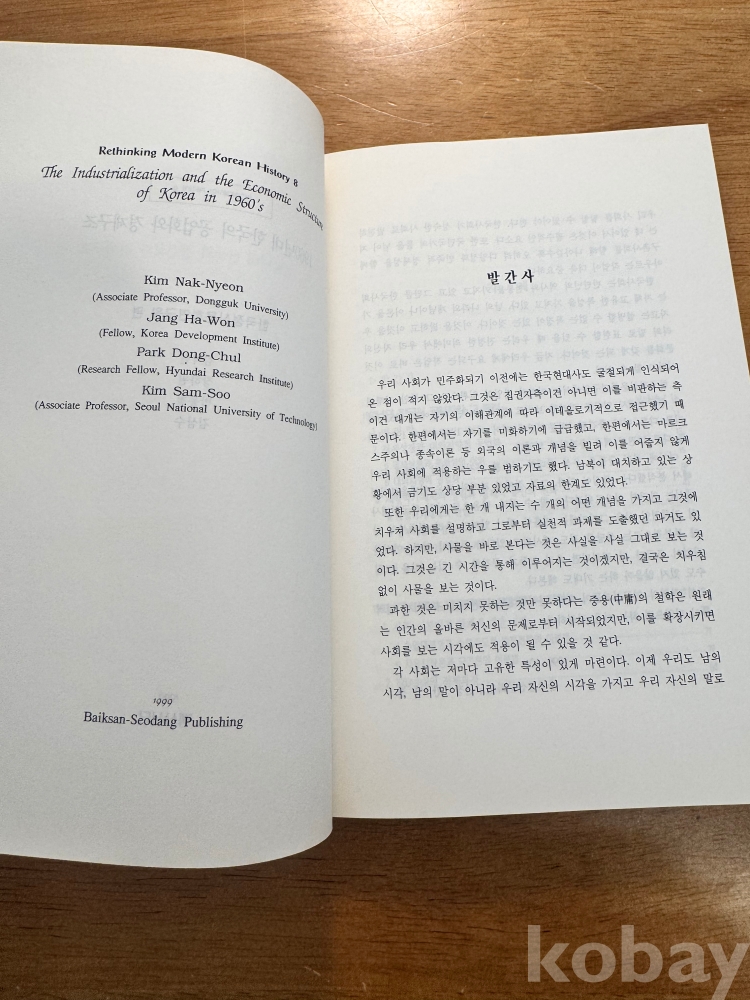 Rethinking Modern Korean History 8
The Industrialization and the Economic Structure
of Korea in 1960's
Kim Nak-Nyeon
(Associate Professor, Dongguk University)
Jang Ha-Won
(Fellow, Korea Development Institute)
Park Dong-Chul
(Research Fellow, Hyundai Research Institute)
Kim Sam-Soo
(Associate Professor, Seoul National University of Technology)
1999
Baiksan-Seodang Publishing
발간사
우리 사회가 민주화되기 이전에는 한국현대사도 굴절되게 인식되어
온 점이 적지 않았다. 그것은 집권자측이건 아니면 이를 비판하는 측
이건 대개는 자기의 이해관계에 따라 이데올로기적으로 접근했기 때
문이다. 한편에서는 자기를 미화하기에 급급했고, 한편에서는 마르크
스주의나 종속이론 등 외국의 이론과 개념을 빌려 이를 어줍지 않게
우리 사회에 적용하는 우를 범하기도 했다. 남북이 대치하고 있는 상
황에서 금기도 상당 부분 있었고 자료의 한계도 있었다.
또한 우리에게는 한 개 내지는 수 개의 어떤 개념을 가지고 그것에
치우쳐 사회를 설명하고 그로부터 실천적 과제를 도출했던 과거도 있
었다. 하지만, 사물을 바로 본다는 것은 사실을 사실 그대로 보는 것
이다. 그것은 긴 시간을 통해 이루어지는 것이겠지만, 결국은 치우침
없이 사물을 보는 것이다.
과한 것은 미치지 못하는 것만 못하다는 중용(中庸)의 철학은 원래
는 인간의 올바른 처신의 문제로부터 시작되었지만, 이를 확장시키면
사회를 보는 시각에도 적용이 될 수 있을 것 같다.
각 사회는 저마다 고유한 특성이 있게 마련이다. 이제 우리도 남의
시각, 남의 말이 아니라 우리 자신의 시각을 가지고 우리 자신의 말로
kobay